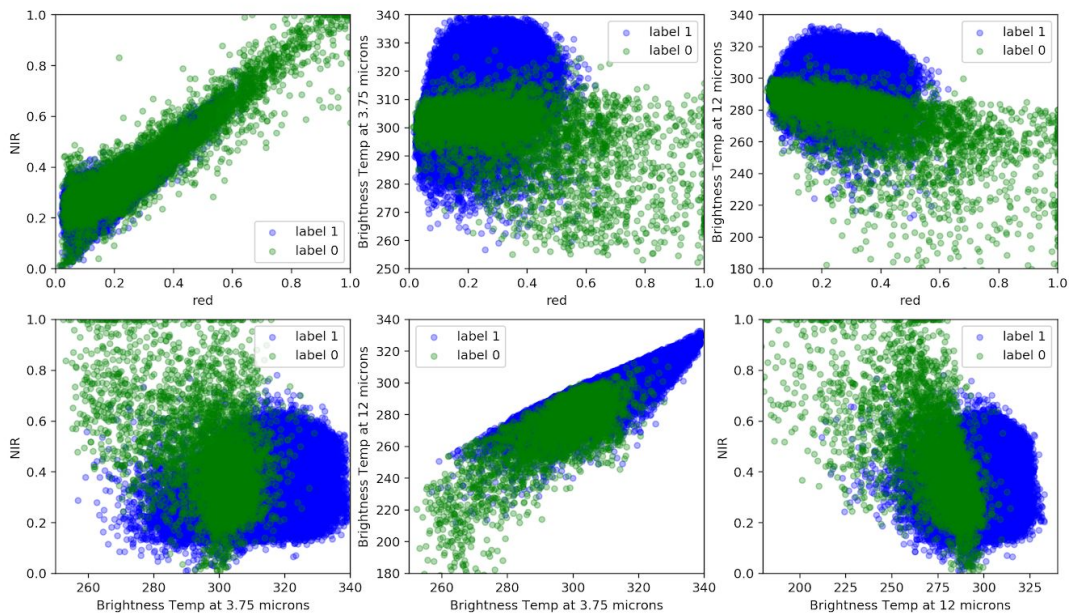 1.0
0.8
0.6
0.4
0.2
0.0
NIR
0.0 0.2 0.4 0.6 0.8 1.0
red
label 1
label 0
340
330
320
310
300
290
280
270
260
250
Brightness Temp at 3.75 microns
0.0 0.2 0.4 0.6 0.8 1.0
red
label 1
label 0
340
320
300
280
260
240
220
200
180
Brightness Temp at 12 microns
0.0 0.2 0.4 0.6 0.8 1.0
red
label 1
label 0
1.0
0.8
0.6
0.4
0.2
0.0
NIR
260 280 300 320 340
Brightness Temp at 3.75 microns
label 1
label 0
340
320
300
280
260
240
220
200
180
Brightness Temp at 12 microns
260 280 300 320 340
Brightness Temp at 3.75 microns
label 1
label 0
1.0
0.8
0.6
0.4
0.2
0.0
NIR
200 225 250 275 300 325
Brightness Temp at 12 microns
label 1
label 0